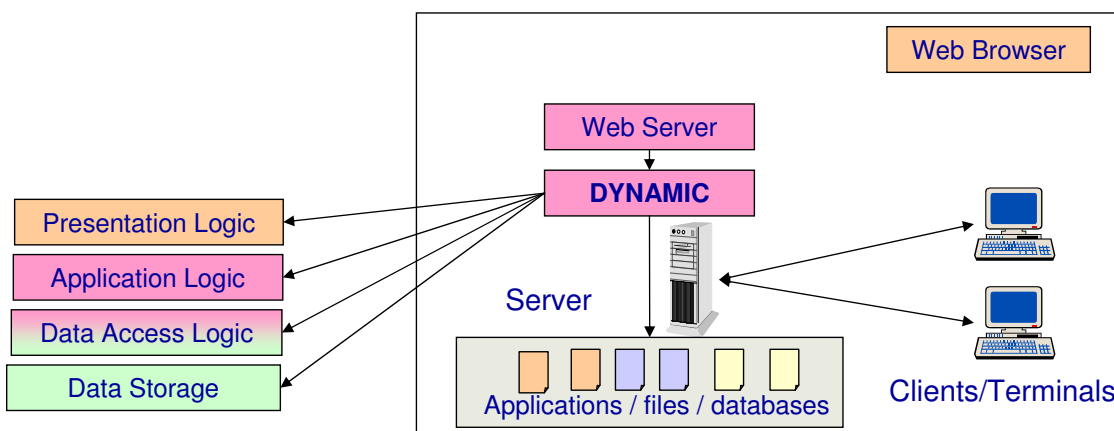 Web Browser
Web Server
DYNAMIC
Presentation Logic
Application Logic
Data Access Logic
Data Storage
Server
Applications / files / databases
Clients/Terminals